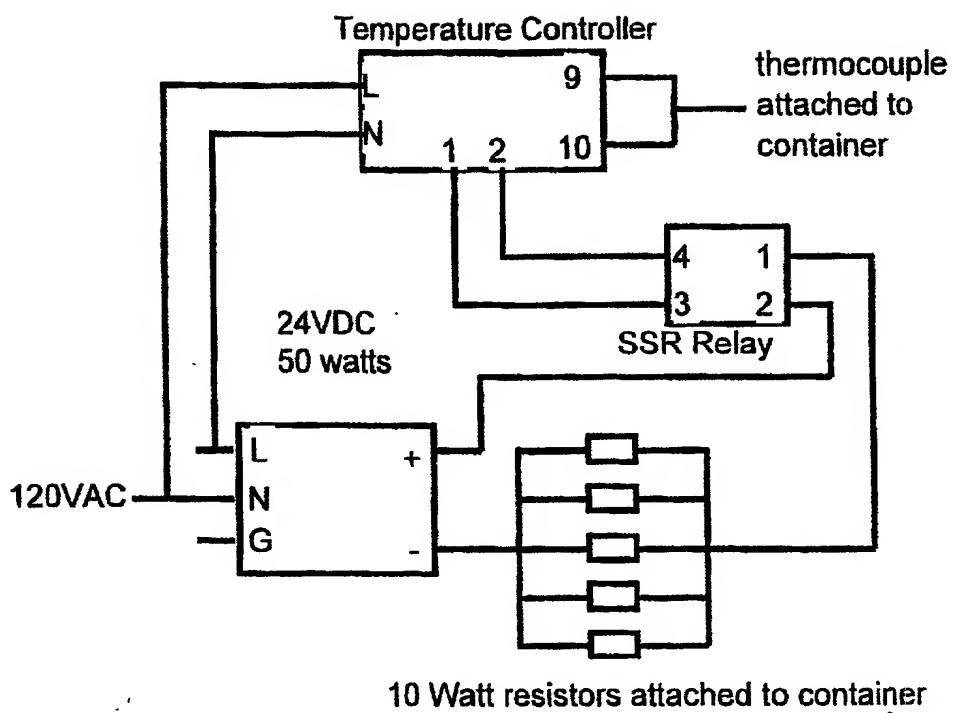 Temperature Controller
L
9
thermocouple
attached to
container
N
1 2
10
4 1
3 2
SSR Relay
24VDC
50 watts
L +
120VAC N
G -
10 Watt resistors attached to container